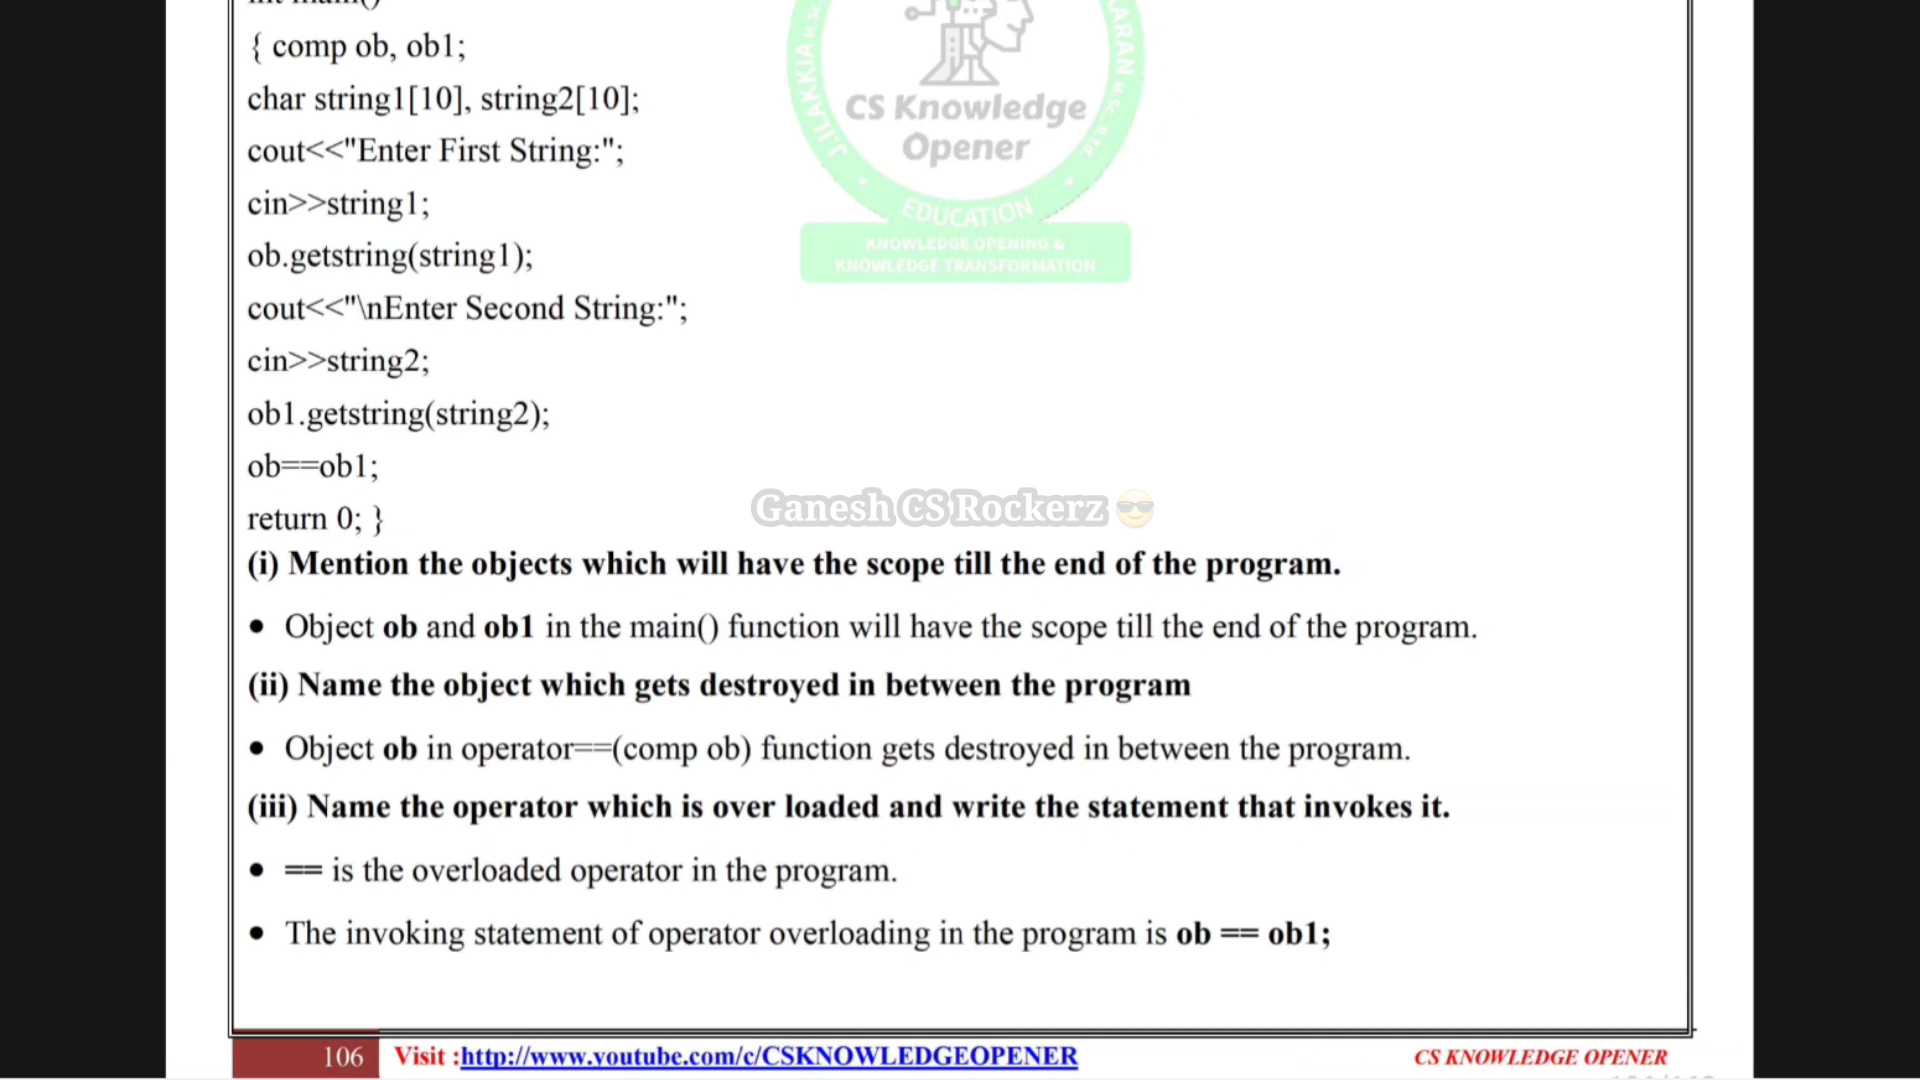 int main()
{ comp ob, ob1;
char string1[10], string2[10];
cout<<"Enter First String:";
cin>>string1;
ob.getstring(string1);
cout<<"\nEnter Second String:";
cin>>string2;
ob1.getstring(string2);
ob==ob1;
return 0; }
J.ILAKKIA M.Sc.
KARAN M.Sc., B.Ed.
CS Knowledge
Opener
EDUCATION
KNOWLEDGE OPENING &
KNOWLEDGE TRANSFORMATION
Ganesh CS Rockerz 😎
(i) Mention the objects which will have the scope till the end of the program.
• Object ob and ob1 in the main() function will have the scope till the end of the program.
(ii) Name the object which gets destroyed in between the program
• Object ob in operator==(comp ob) function gets destroyed in between the program.
(iii) Name the operator which is over loaded and write the statement that invokes it.
• == is the overloaded operator in the program.
• The invoking statement of operator overloading in the program is ob == ob1;
106 Visit :http://www.youtube.com/c/CSKNOWLEDGEOPENER CS KNOWLEDGE OPENER